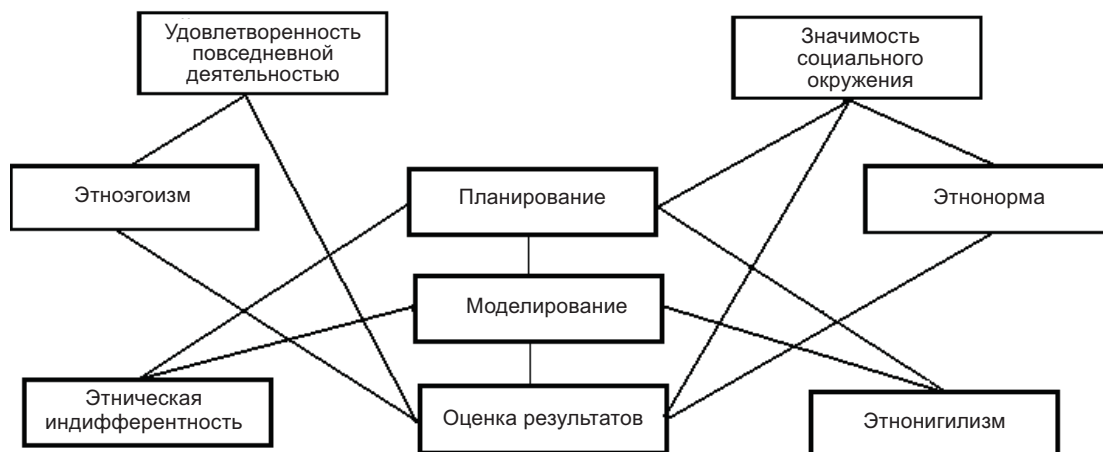 Удовлетворенность
повседневной
деятельностью
Значимость
социального
окружения
Этноэгоизм
Планирование
Этнонорма
Моделирование
Этническая
индифферентность
Оценка результатов
Этнонигилизм